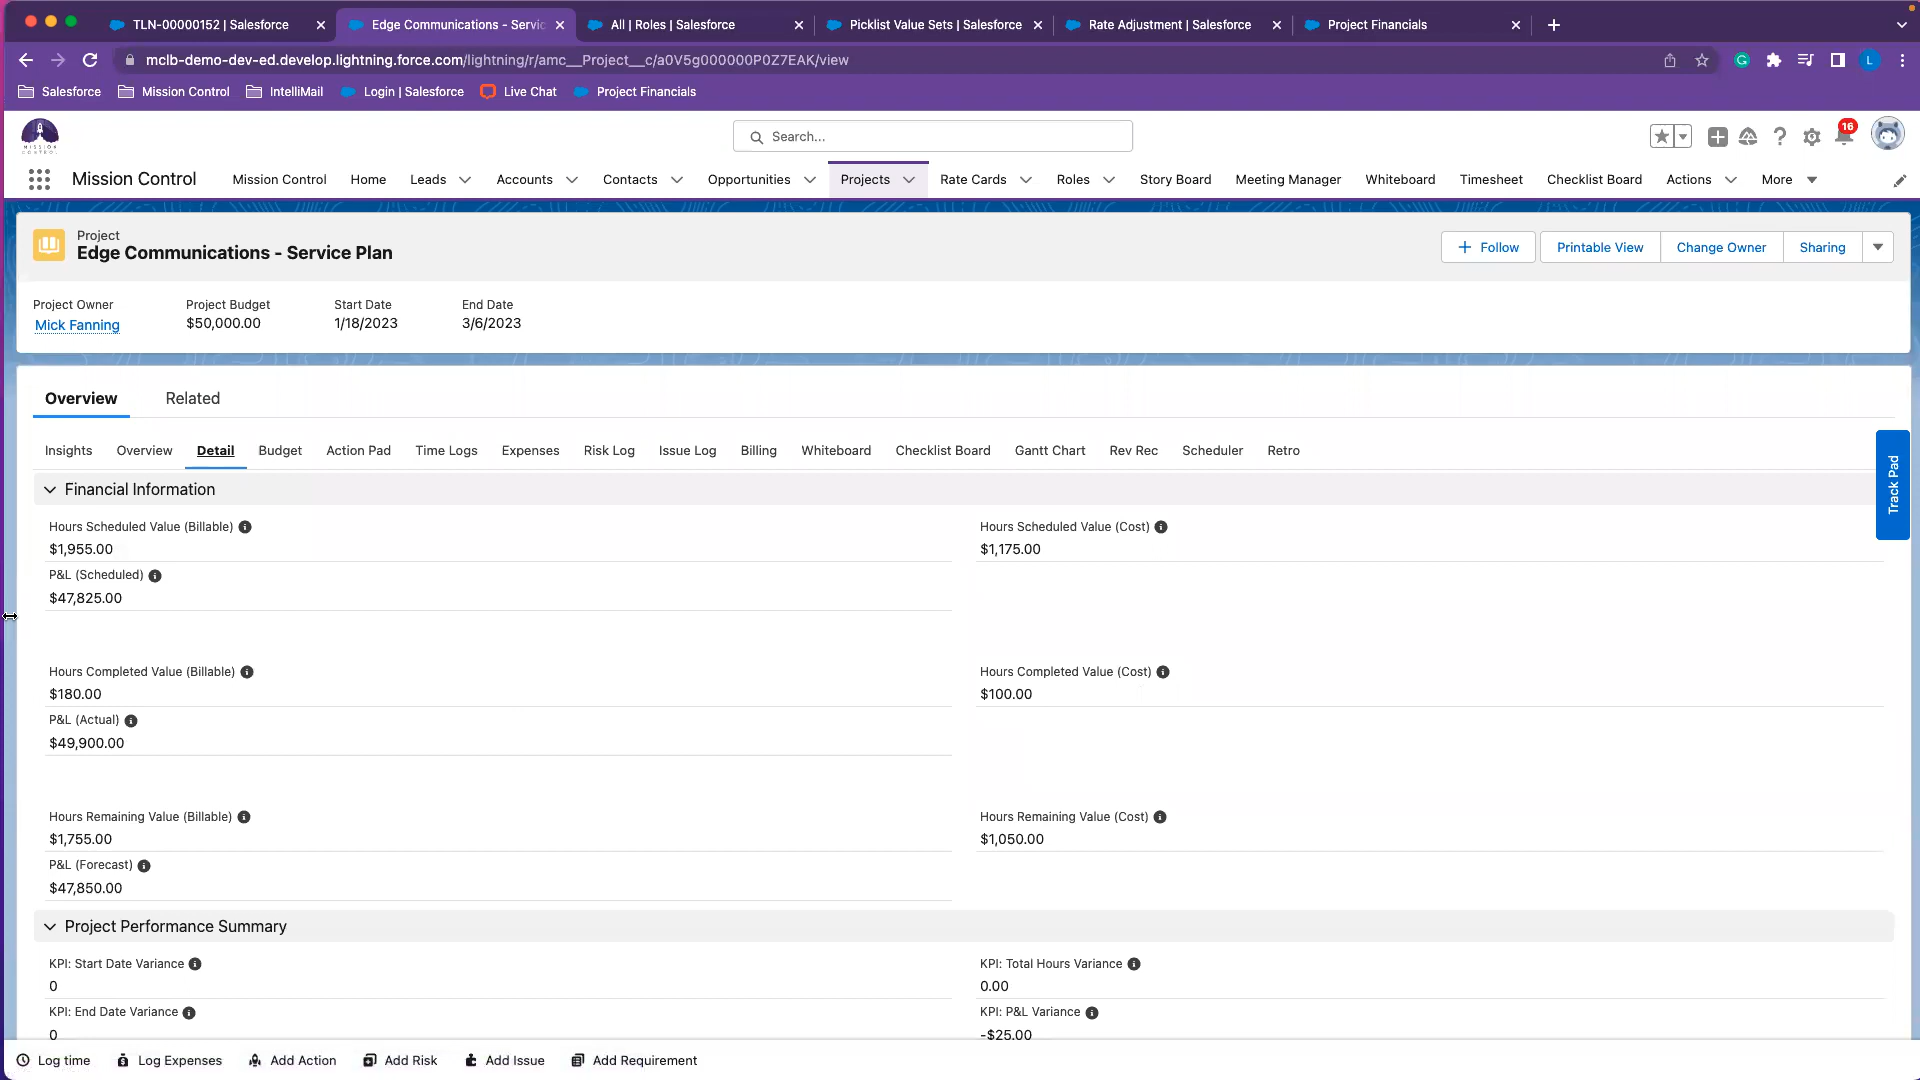 TLN-00000152 | Salesforce
Edge Communications - Servic
All | Roles | Salesforce
Picklist Value Sets | Salesforce
Rate Adjustment | Salesforce
Project Financials
mclb-demo-dev-ed.develop.lightning.force.com/lightning/r/amc__Project__c/a0V5g000000P0Z7EAK/view
G
L
Salesforce
Mission Control
IntelliMail
Login | Salesforce
Live Chat
Project Financials
MISSION
CONTROL
Search...
16
Mission Control
Mission Control
Home
Leads
Accounts
Contacts
Opportunities
Projects
Rate Cards
Roles
Story Board
Meeting Manager
Whiteboard
Timesheet
Checklist Board
Actions
More
Project
Edge Communications - Service Plan
Follow
Printable View
Change Owner
Sharing
Project Owner
Mick Fanning
Project Budget
$50,000.00
Start Date
1/18/2023
End Date
3/6/2023
Overview
Related
Insights
Overview
Detail
Budget
Action Pad
Time Logs
Expenses
Risk Log
Issue Log
Billing
Whiteboard
Checklist Board
Gantt Chart
Rev Rec
Scheduler
Retro
Track Pad
Financial Information
Hours Scheduled Value (Billable)
$1,955.00
Hours Scheduled Value (Cost)
$1,175.00
P&L (Scheduled)
$47,825.00
Hours Completed Value (Billable)
$180.00
Hours Completed Value (Cost)
$100.00
P&L (Actual)
$49,900.00
Hours Remaining Value (Billable)
$1,755.00
Hours Remaining Value (Cost)
$1,050.00
P&L (Forecast)
$47,850.00
Project Performance Summary
KPI: Start Date Variance
0
KPI: Total Hours Variance
0.00
KPI: End Date Variance
0
KPI: P&L Variance
-$25.00
Log time
Log Expenses
Add Action
Add Risk
Add Issue
Add Requirement